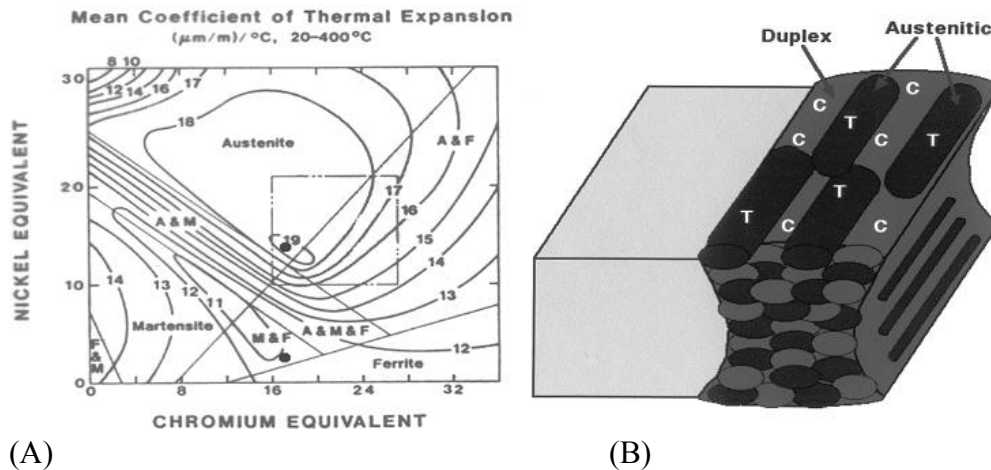 Mean Coefficient of Thermal Expansion
(μm/m)/°C, 20–400°C
NICKEL EQUIVALENT
30
20
10
0
8 10
12 14 16 17
18
Austenite
A & F
17
16
15
14
13
12
19
A & M
14
13
12
11
Martensite
M & F
A & M & F
F & M
Ferrite
0 8 16 24 32
CHROMIUM EQUIVALENT
(A)
Duplex
Austenitic
C
C
T
C
C
T
T
T
C
C
(B)